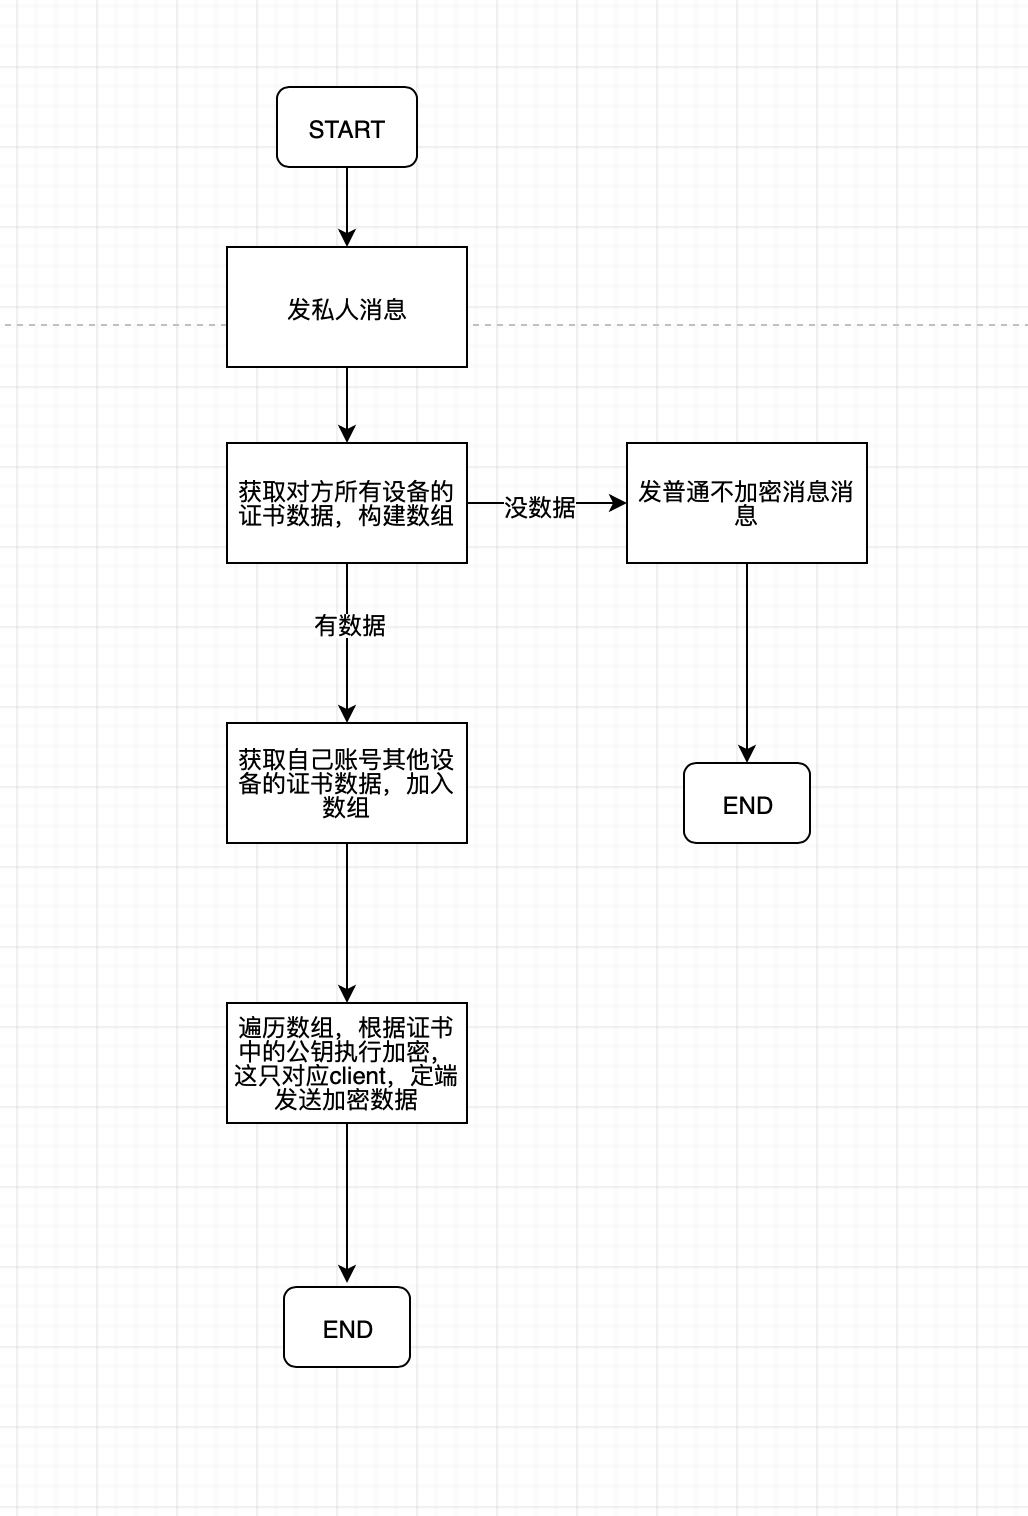 START
发私人消息
获取对方所有设备的
证书数据，构建数组
没数据
发普通不加密消息消
息
有数据
获取自己账号其他设
备的证书数据，加入
数组
END
遍历数组，根据证书
中的公钥执行加密，
这只对应client，定端
发送加密数据
END